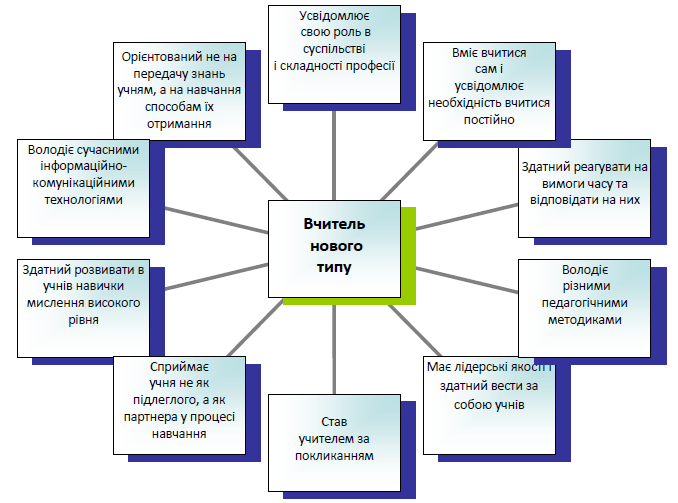 Усвідомлює
свою роль в
суспільстві
і складності професії
Вміє вчитися
сам і
усвідомлює
необхідність вчитися
постійно
Здатний реагувати на
вимоги часу та
відповідати на них
Володіє
різними
педагогічними
методиками
Має лідерські якості і
здатний вести за
собою учнів
Став
учителем за
покликанням
Сприймає
учня не як
підлеглого, а як
партнера у процесі
навчання
Здатний розвивати в
учнів навички
мислення високого
рівня
Володіє сучасними
інформаційно-
комунікаційними
технологіями
Орієнтований не на
передачу знань
учням, а на навчання
способам їх
отримання
Вчитель
нового
типу